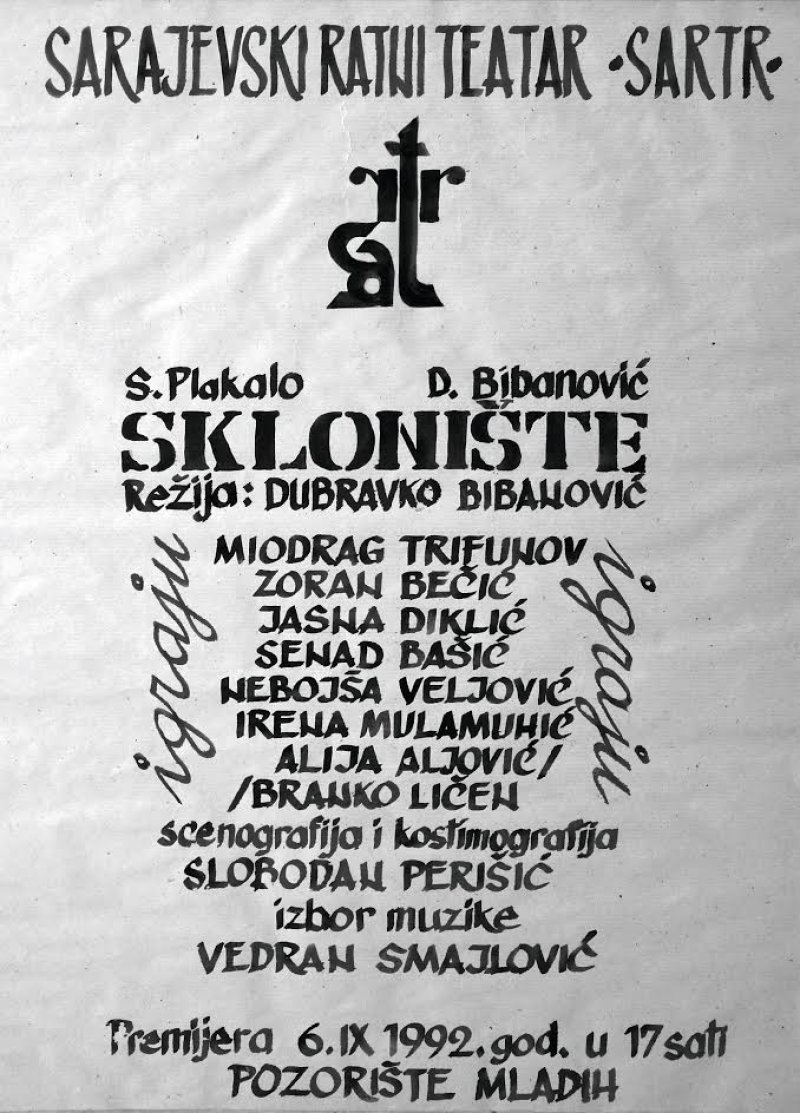 SARAJEVSKI RATNI TEATAR •SARTR•
sartr
S. Plakalo D. Bibanović
SKLONIŠTE
Režija: DUBRAVKO BIBANOVIĆ
igraju
igraju
MIODRAG TRIFUNOV
ZORAN BEČIĆ
JASNA DIKLIĆ
SENAD BAŠIĆ
NEBOJŠA VELJOVIĆ
IRENA MULAMUHIĆ
ALIJA ALJOVIĆ/
/BRANKO LIČEN
scenografija i kostimografija
SLOBODAN PERIŠIĆ
izbor muzike
VEDRAN SMAJLOVIĆ
Premijera 6.IX 1992.god. u 17 sati
POZORIŠTE MLADIH